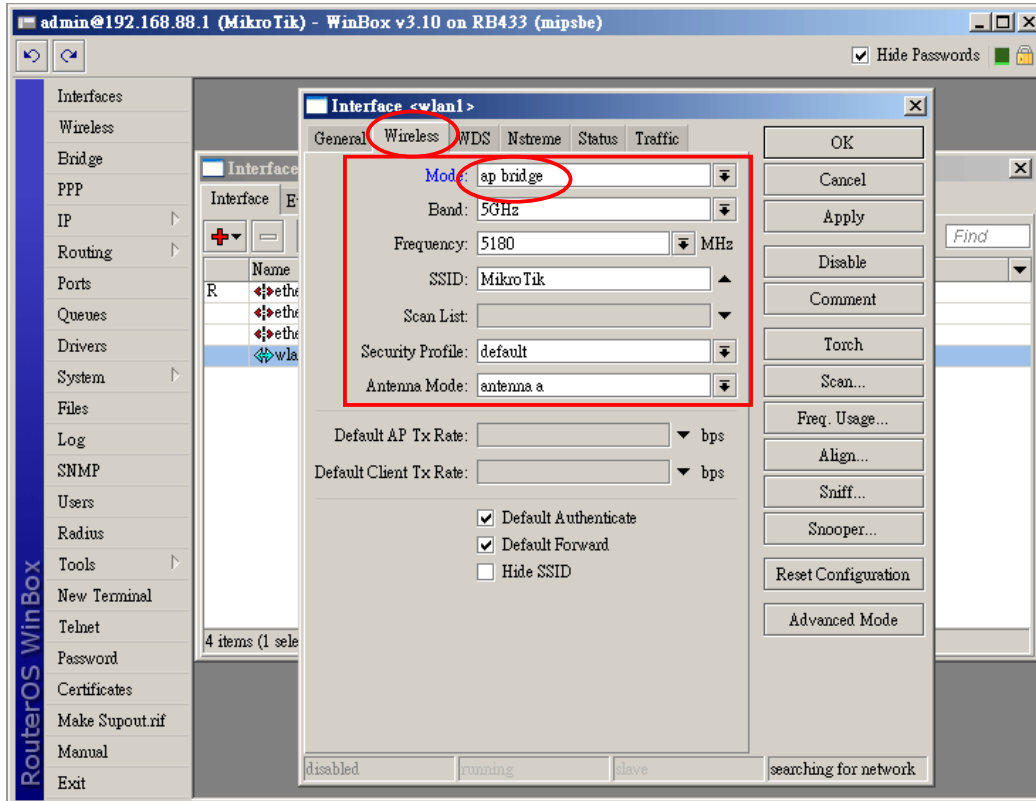 admin@192.168.88.1 (MikroTik) - WinBox v3.10 on RB433 (mipsbe)
Hide Passwords
RouterOS WinBox
Interfaces
Wireless
Bridge
PPP
IP
Routing
Ports
Queues
Drivers
System
Files
Log
SNMP
Users
Radius
Tools
New Terminal
Telnet
Password
Certificates
Make Supout.rif
Manual
Exit
Interface
Interface E
Find
Name
R ethe
ethe
ethe
wla
4 items (1 sele
Interface <wlan1>
General Wireless WDS Nstreme Status Traffic
Mode: ap bridge
Band: 5GHz
Frequency: 5180 MHz
SSID: MikroTik
Scan List:
Security Profile: default
Antenna Mode: antenna a
Default AP Tx Rate: bps
Default Client Tx Rate: bps
Default Authenticate
Default Forward
Hide SSID
OK
Cancel
Apply
Disable
Comment
Torch
Scan...
Freq. Usage...
Align...
Sniff...
Snooper...
Reset Configuration
Advanced Mode
disabled running slave searching for network